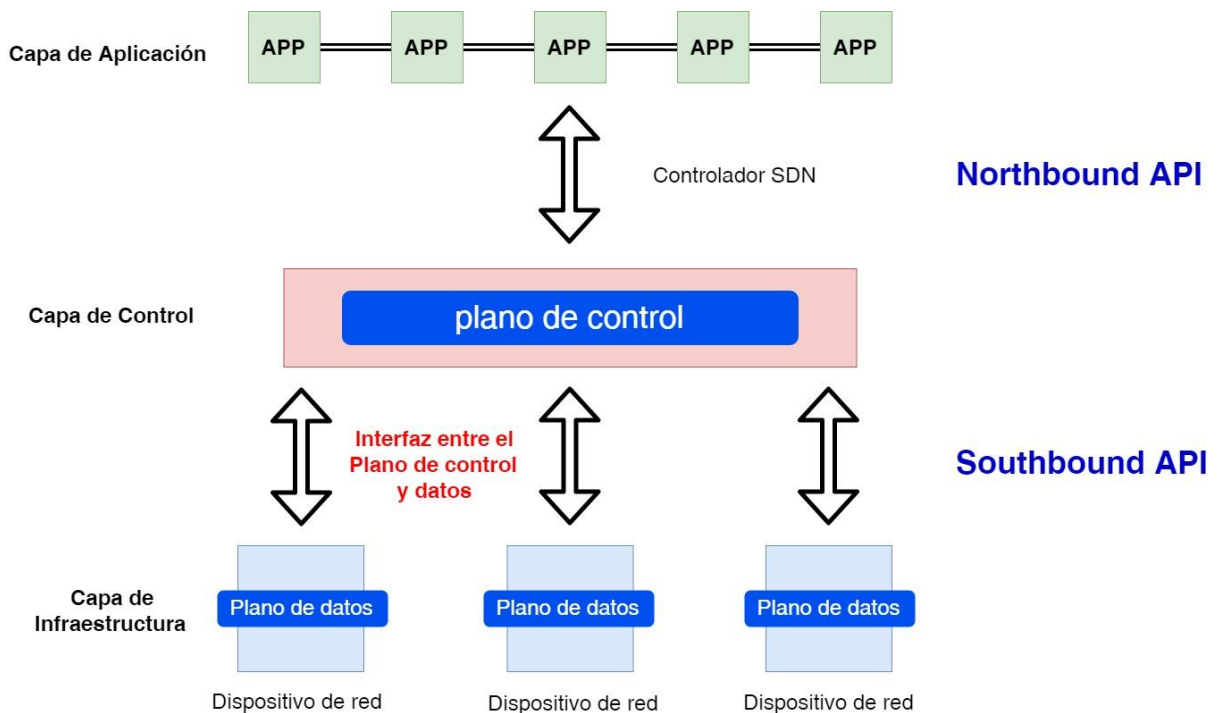 Capa de Aplicación
APP
APP
APP
APP
APP
Controlador SDN
Northbound API
Capa de Control
plano de control
Interfaz entre el
Plano de control
y datos
Southbound API
Capa de
Infraestructura
Plano de datos
Plano de datos
Plano de datos
Dispositivo de red
Dispositivo de red
Dispositivo de red